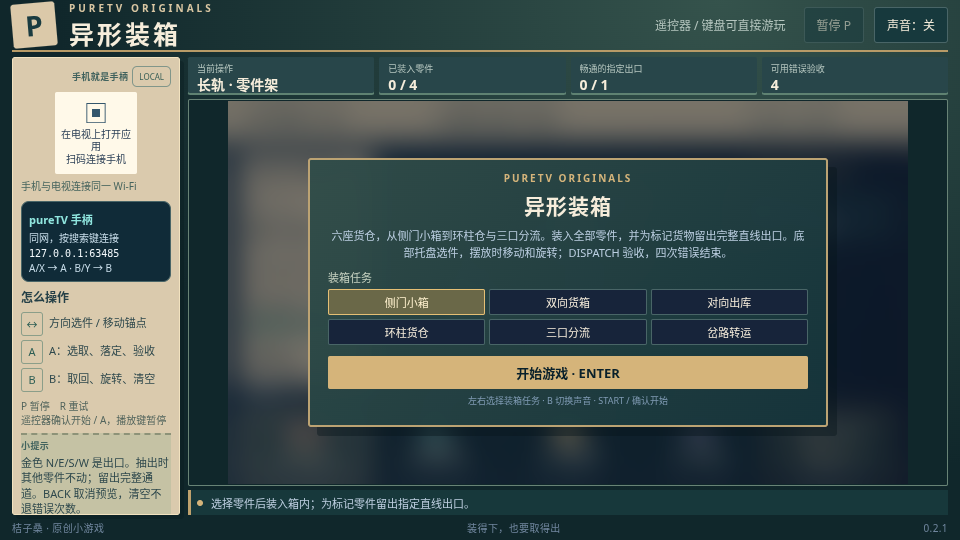 P
PURETV ORIGINALS
异形装箱
遥控器 / 键盘可直接游玩
暂停 P
声音：关
手机就是手柄
LOCAL
在电视上打开应
用
扫码连接手机
手机与电视连接同一 Wi-Fi
pureTV 手柄
同网，按搜索键连接
127.0.0.1:63485
A/X → A · B/Y → B
怎么操作
↔ 方向选件 / 移动锚点
A A：选取、落定、验收
B B：取回、旋转、清空
P 暂停 R 重试
遥控器确认开始 / A，播放键暂停
小提示
金色 N/E/S/W 是出口。抽出时
其他零件不动；留出完整通
道。BACK 取消预览，清空不
退错误次数。
当前操作
长轨 · 零件架
已装入零件
0 / 4
畅通的指定出口
0 / 1
可用错误验收
4
PURETV ORIGINALS
异形装箱
六座货仓，从侧门小箱到环柱仓与三口分流。装入全部零件，并为标记货物留出完整直线出口。底
部托盘选件，摆放时移动和旋转；DISPATCH 验收，四次错误结束。
装箱任务
侧门小箱
双向货箱
对向出库
环柱货仓
三口分流
岔路转运
开始游戏 · ENTER
左右选择装箱任务 · B 切换声音 · START / 确认开始
选择零件后装入箱内；为标记零件留出指定直线出口。
桔子桑 · 原创小游戏
装得下，也要取得出
0.2.1